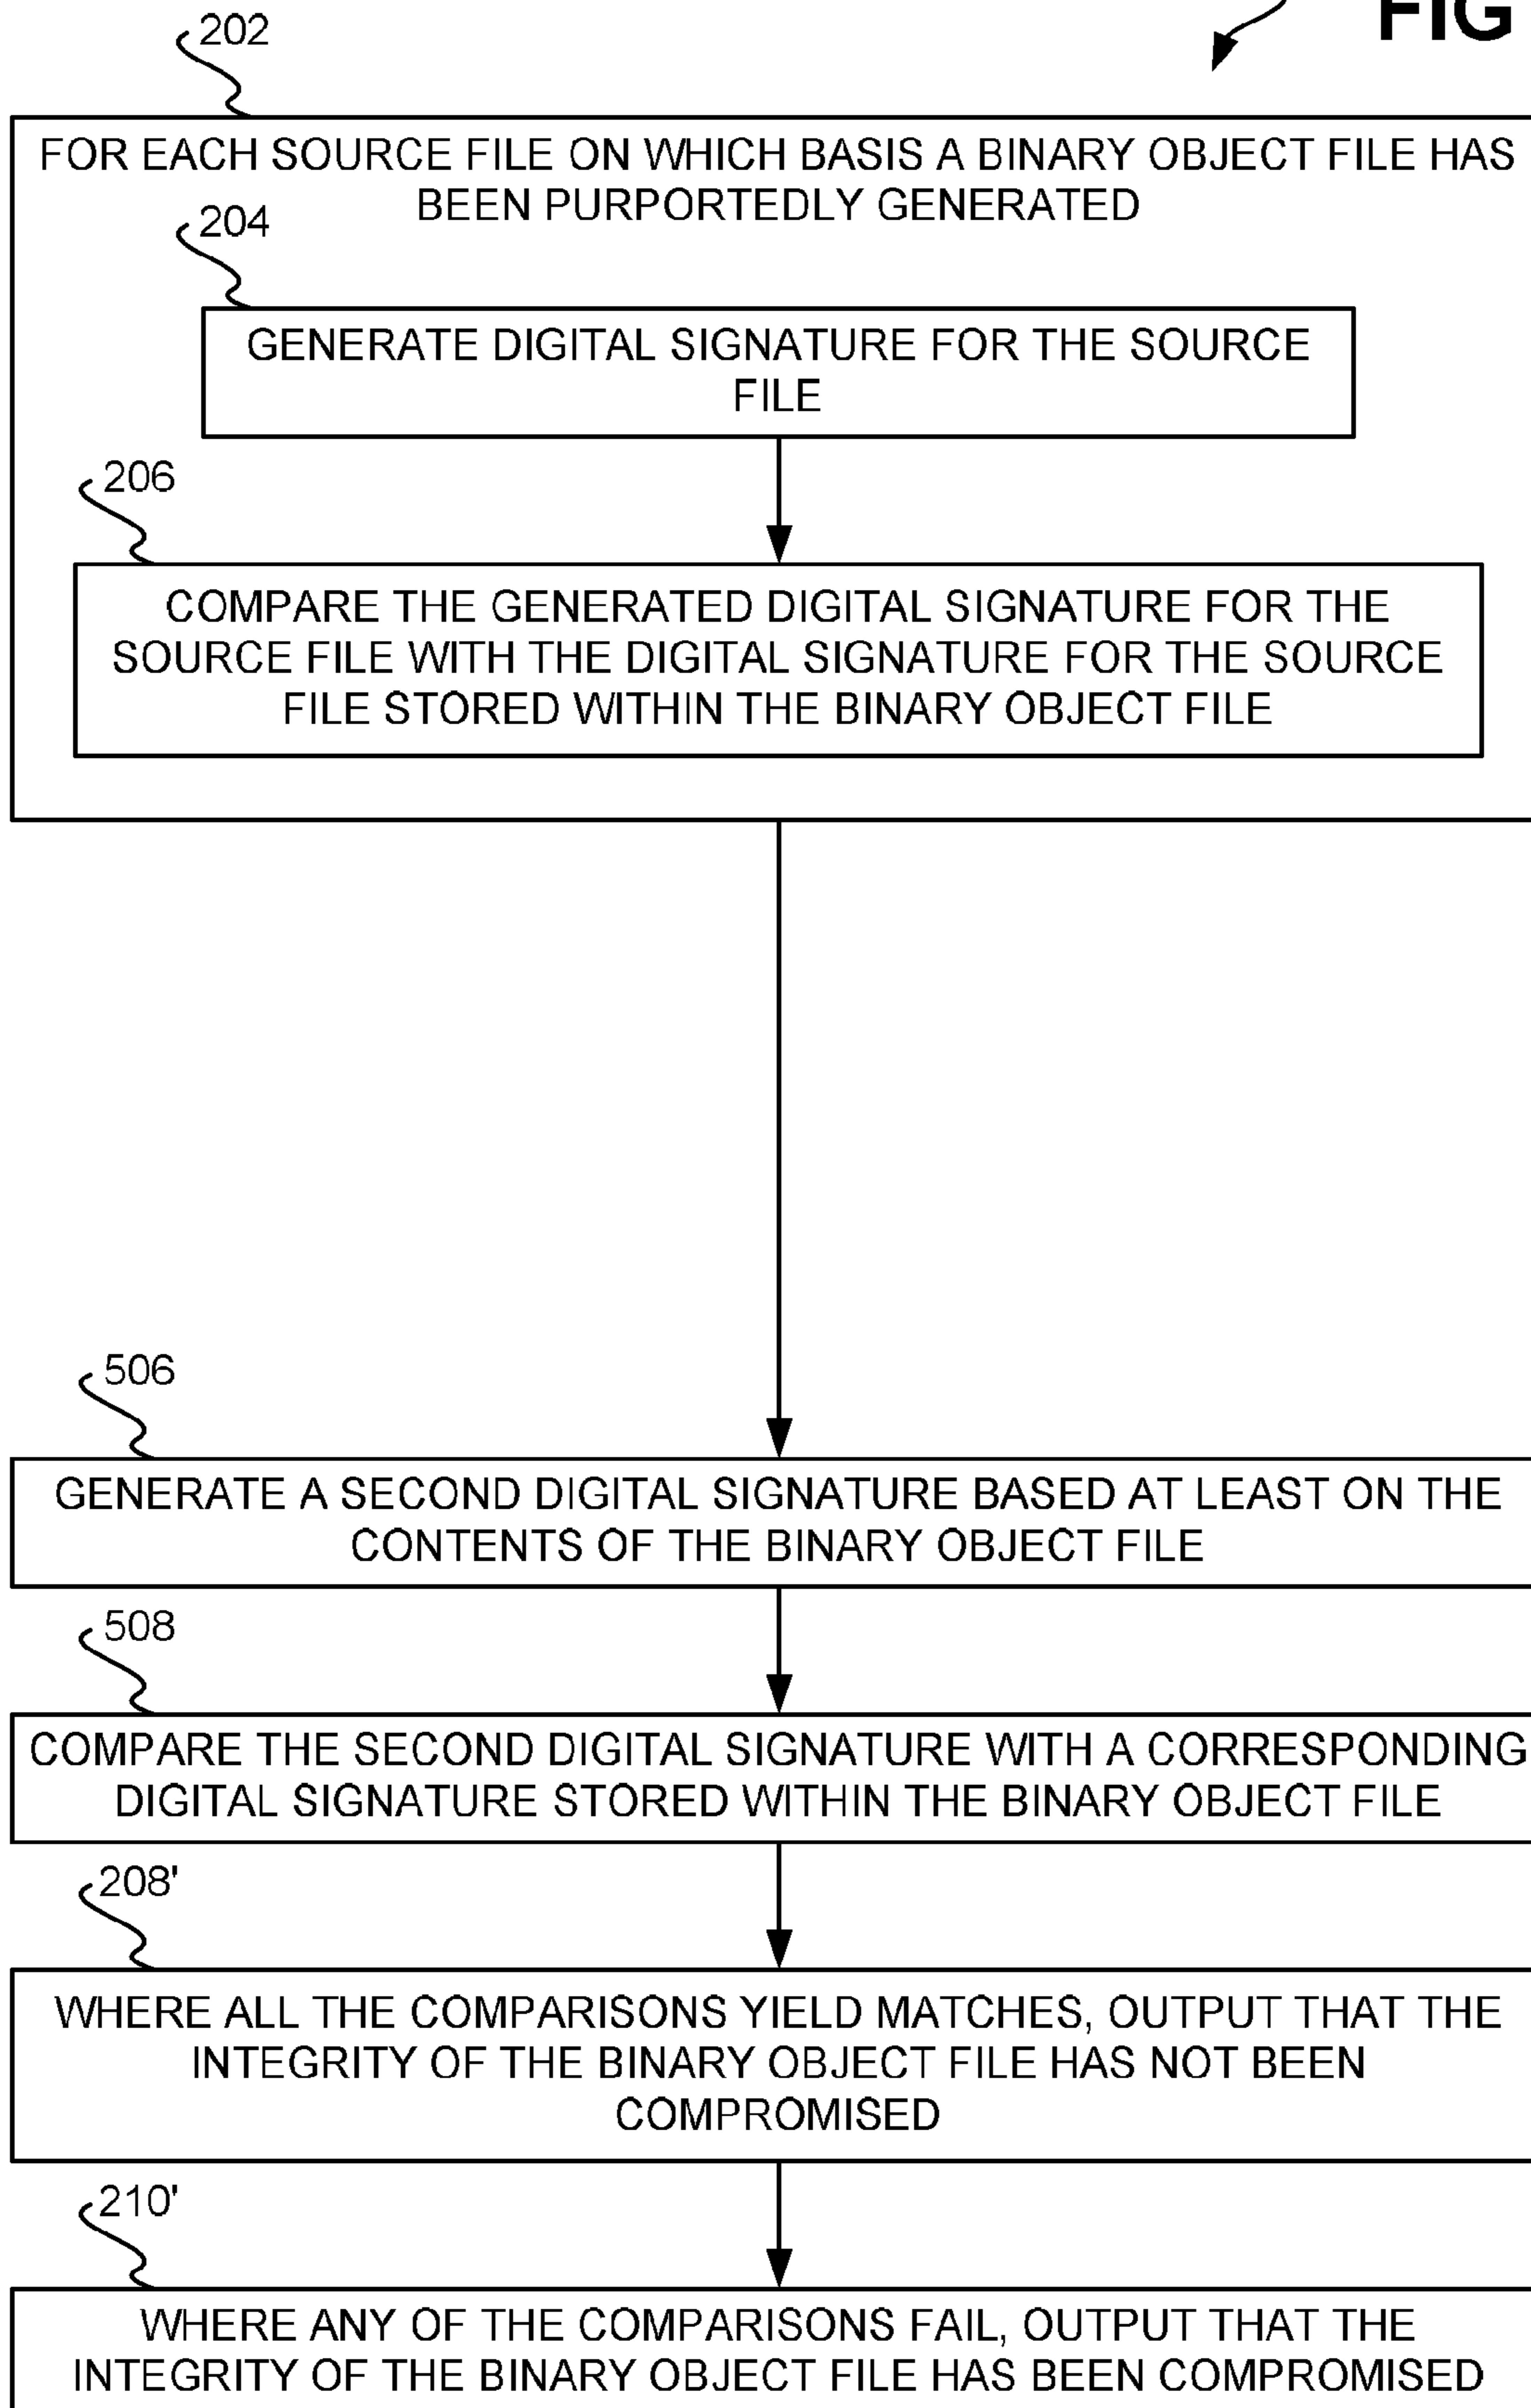 FIG
202
FOR EACH SOURCE FILE ON WHICH BASIS A BINARY OBJECT FILE HAS
BEEN PURPORTEDLY GENERATED
204
GENERATE DIGITAL SIGNATURE FOR THE SOURCE
FILE
206
COMPARE THE GENERATED DIGITAL SIGNATURE FOR THE
SOURCE FILE WITH THE DIGITAL SIGNATURE FOR THE SOURCE
FILE STORED WITHIN THE BINARY OBJECT FILE
506
GENERATE A SECOND DIGITAL SIGNATURE BASED AT LEAST ON THE
CONTENTS OF THE BINARY OBJECT FILE
508
COMPARE THE SECOND DIGITAL SIGNATURE WITH A CORRESPONDING
DIGITAL SIGNATURE STORED WITHIN THE BINARY OBJECT FILE
208'
WHERE ALL THE COMPARISONS YIELD MATCHES, OUTPUT THAT THE
INTEGRITY OF THE BINARY OBJECT FILE HAS NOT BEEN
COMPROMISED
210'
WHERE ANY OF THE COMPARISONS FAIL, OUTPUT THAT THE
INTEGRITY OF THE BINARY OBJECT FILE HAS BEEN COMPROMISED